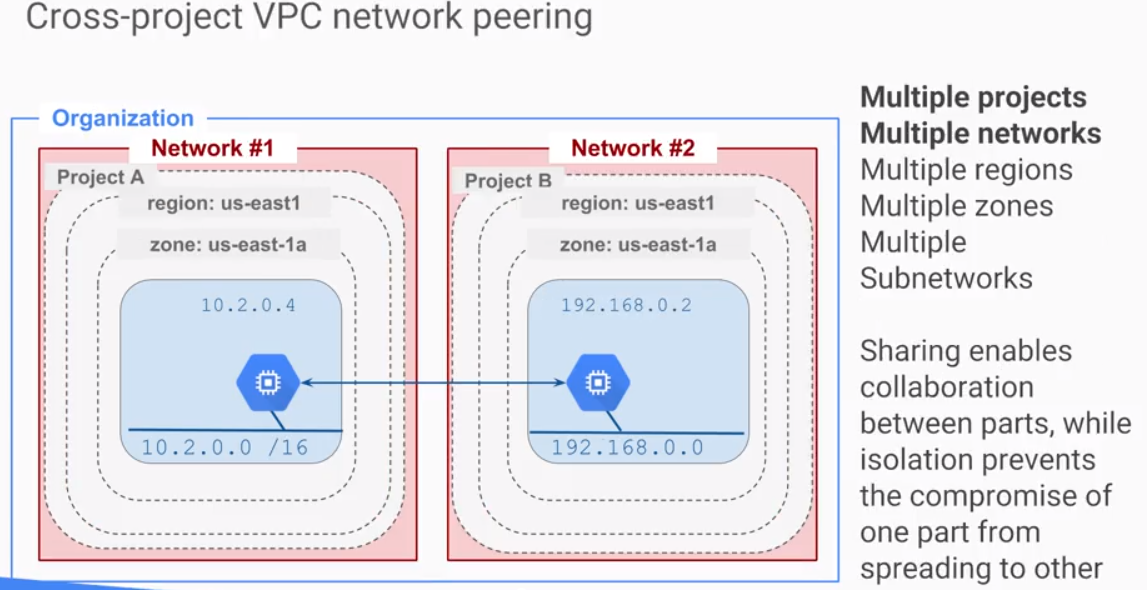 Cross-project VPC network peering
Organization
Network #1
Project A
region: us-east1
zone: us-east-1a
10.2.0.4
10.2.0.0 /16
Network #2
Project B
region: us-east1
zone: us-east-1a
192.168.0.2
192.168.0.0
Multiple projects
Multiple networks
Multiple regions
Multiple zones
Multiple
Subnetworks
Sharing enables
collaboration
between parts, while
isolation prevents
the compromise of
one part from
spreading to other